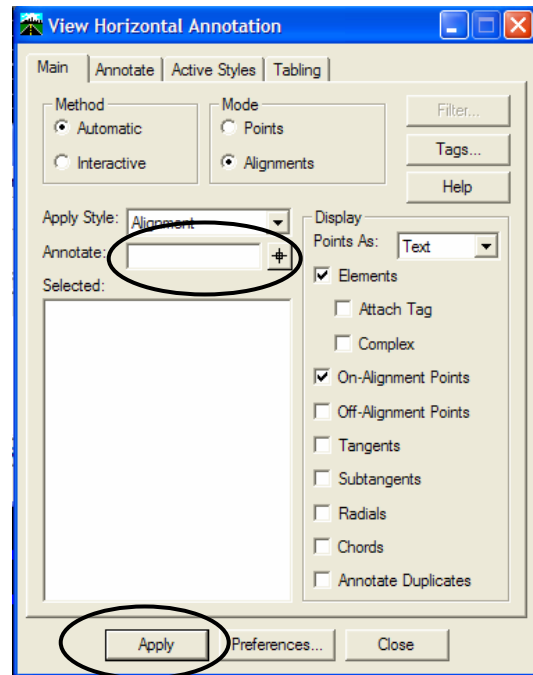 View Horizontal Annotation
Main Annotate Active Styles Tabling
Method Mode
Automatic Points Filter...
Interactive Alignments Tags...
Help
Apply Style: Alignment Display
Points As: Text
Annotate:
Elements
Selected:
Attach Tag
Complex
On-Alignment Points
Off-Alignment Points
Tangents
Subtangents
Radials
Chords
Annotate Duplicates
Apply Preferences... Close